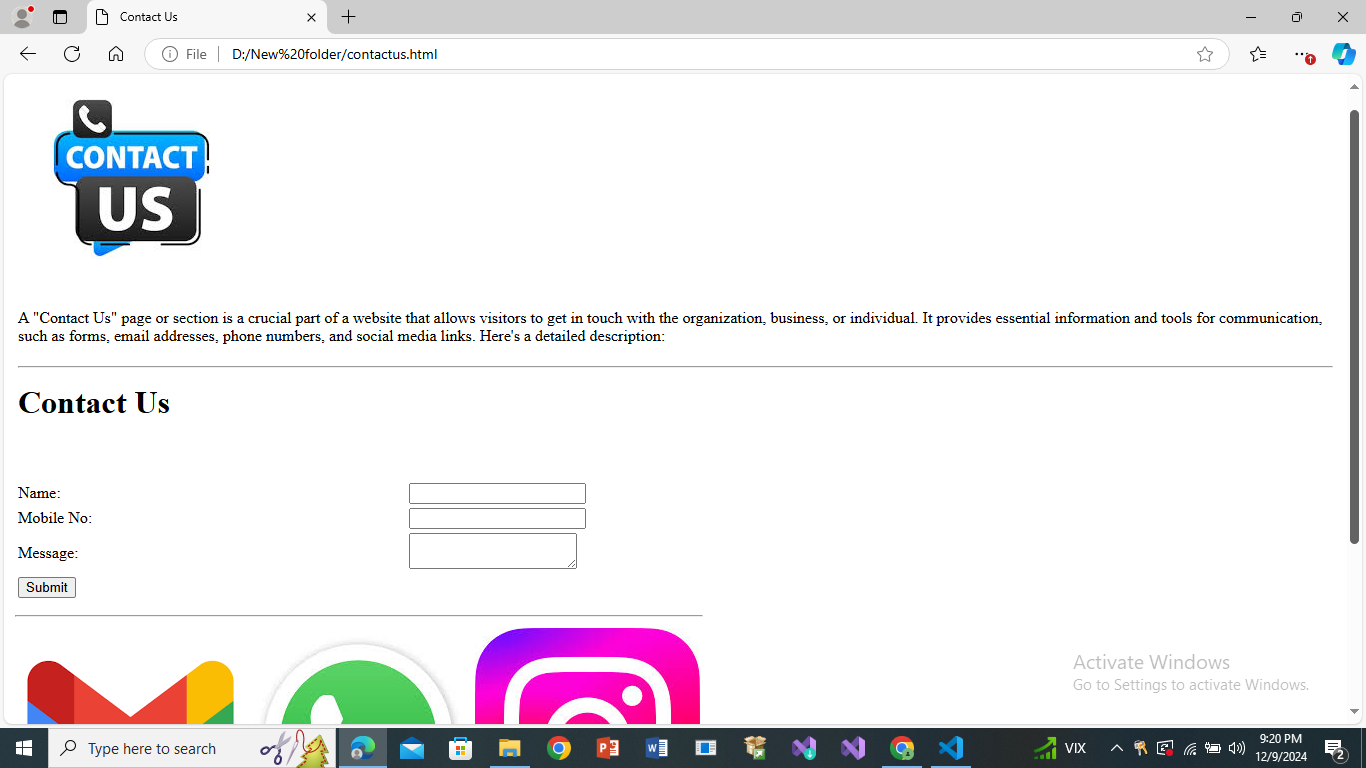 Contact Us
File
D:/New%20folder/contactus.html
CONTACT
US
A "Contact Us" page or section is a crucial part of a website that allows visitors to get in touch with the organization, business, or individual. It provides essential information and tools for communication,
such as forms, email addresses, phone numbers, and social media links. Here's a detailed description:
Contact Us
Name:
Mobile No:
Message:
Submit
Activate Windows
Go to Settings to activate Windows.
Type here to search
VIX
9:20 PM
12/9/2024
2